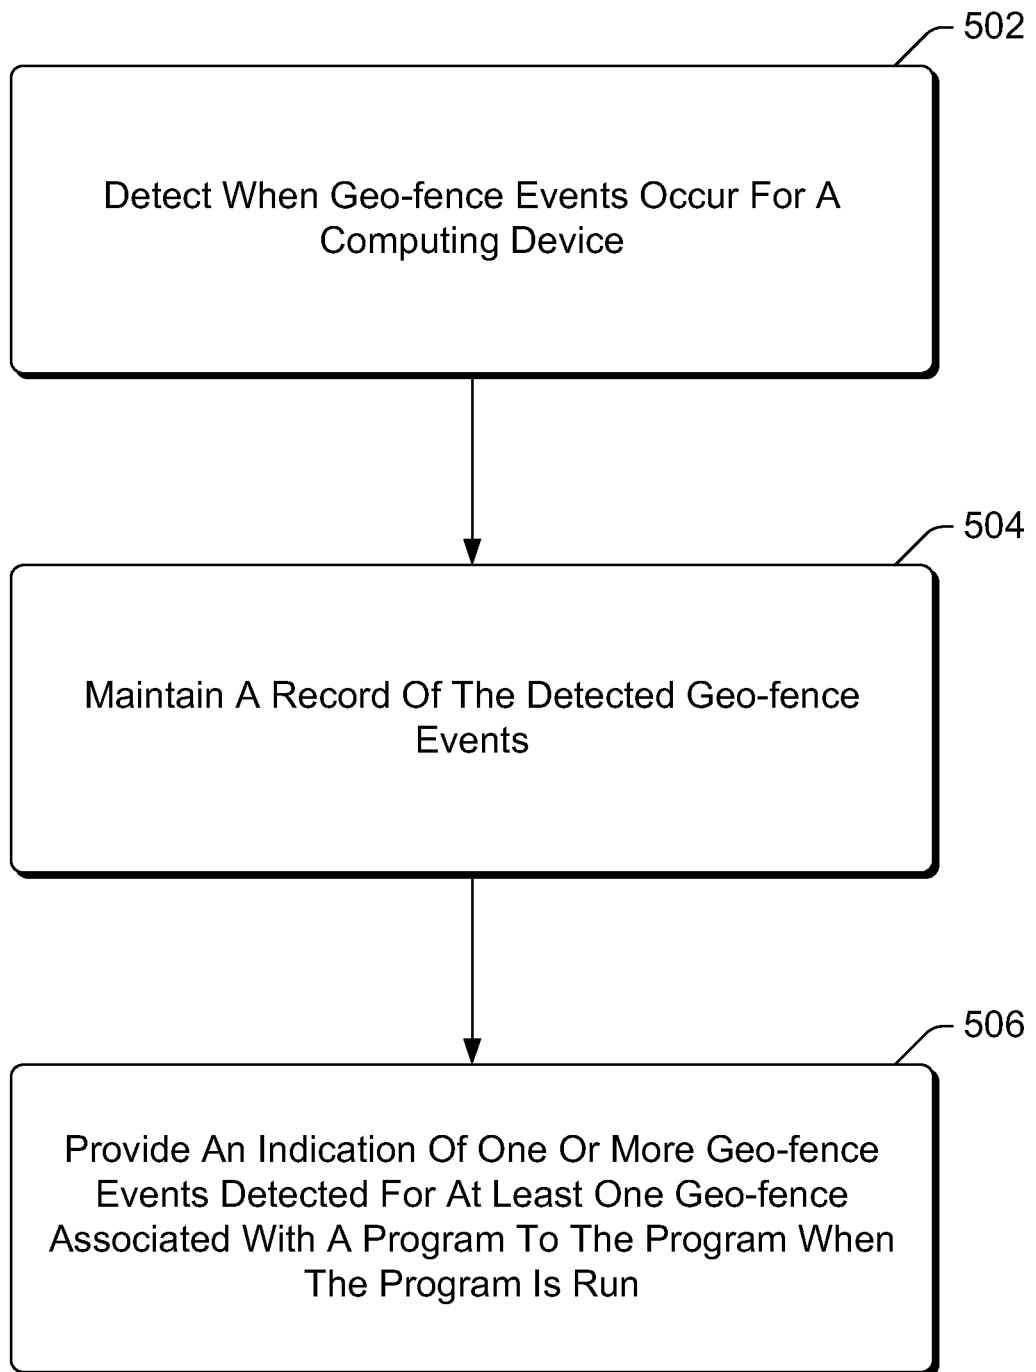 502
Detect When Geo-fence Events Occur For A
Computing Device
504
Maintain A Record Of The Detected Geo-fence
Events
506
Provide An Indication Of One Or More Geo-fence
Events Detected For At Least One Geo-fence
Associated With A Program To The Program When
The Program Is Run